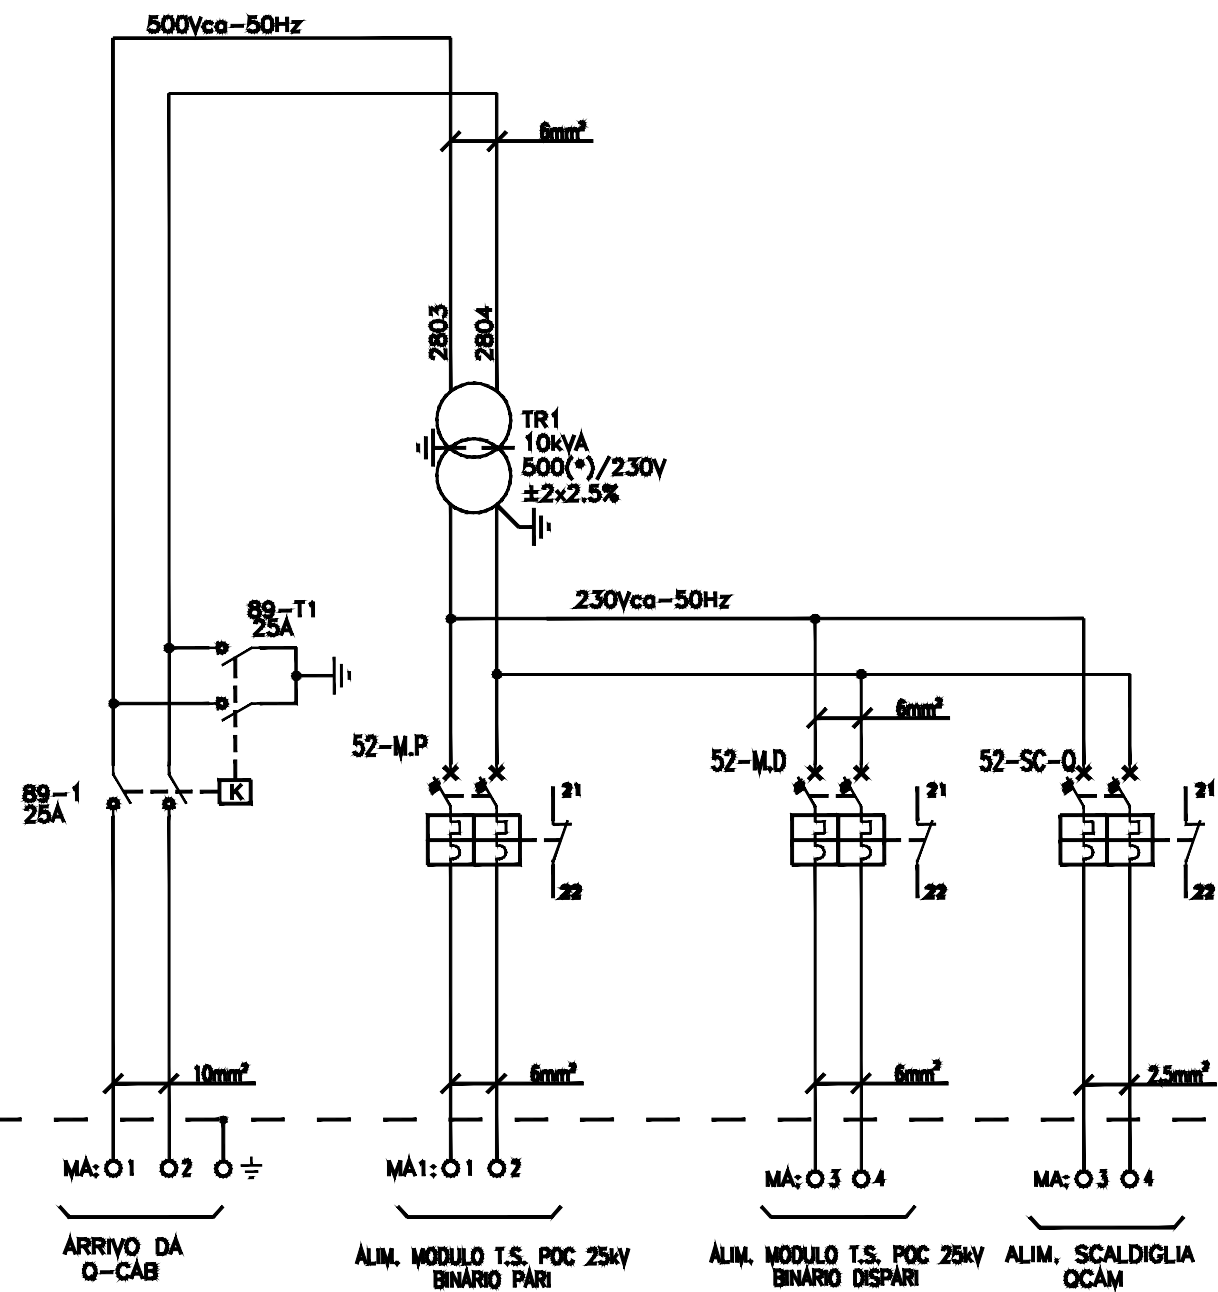 500Vca-50Hz
6mm²
2803
2804
TR1
10kVA
500(*)/230V
±2x2.5%
230Vca-50Hz
89-T1
25A
6mm²
52-M.P
52-M.D
52-SC-Q
89-1
25A
K
21
21
21
22
22
22
10mm²
6mm²
6mm²
2,5mm²
MA: 1 2
MA1: 1 2
MA: 3 4
MA: 3 4
ARRIVO DA
Q-CAB
ALIM. MODULO T.S. POC 25kV
BINARIO PARI
ALIM. MODULO T.S. POC 25kV
BINARIO DISPARI
ALIM. SCALDIGLIA
QCAM